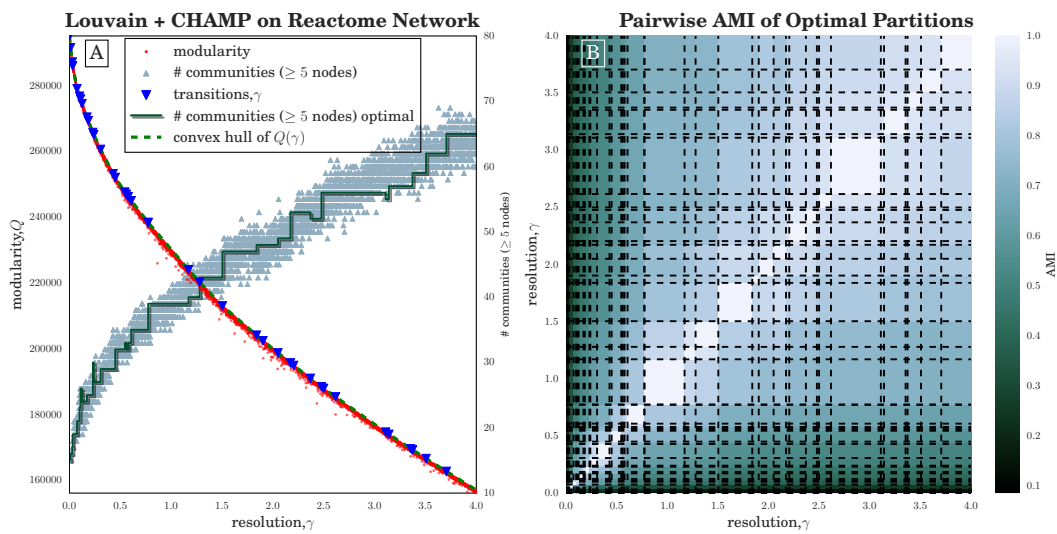 Louvain + CHAMP on Reactome Network
A
modularity
# communities (≥ 5 nodes)
transitions,γ
# communities (≥ 5 nodes) optimal
convex hull of Q(γ)
modularity,Q
280000
260000
240000
220000
200000
180000
160000
0.0 0.5 1.0 1.5 2.0 2.5 3.0 3.5 4.0
resolution,γ
80
70
60
50
40
30
20
10
# communities (≥ 5 nodes)
Pairwise AMI of Optimal Partitions
B
resolution,γ
4.0
3.5
3.0
2.5
2.0
1.5
1.0
0.5
0.0
0.0 0.5 1.0 1.5 2.0 2.5 3.0 3.5 4.0
resolution,γ
AMI
1.0
0.9
0.8
0.7
0.6
0.5
0.4
0.3
0.2
0.1